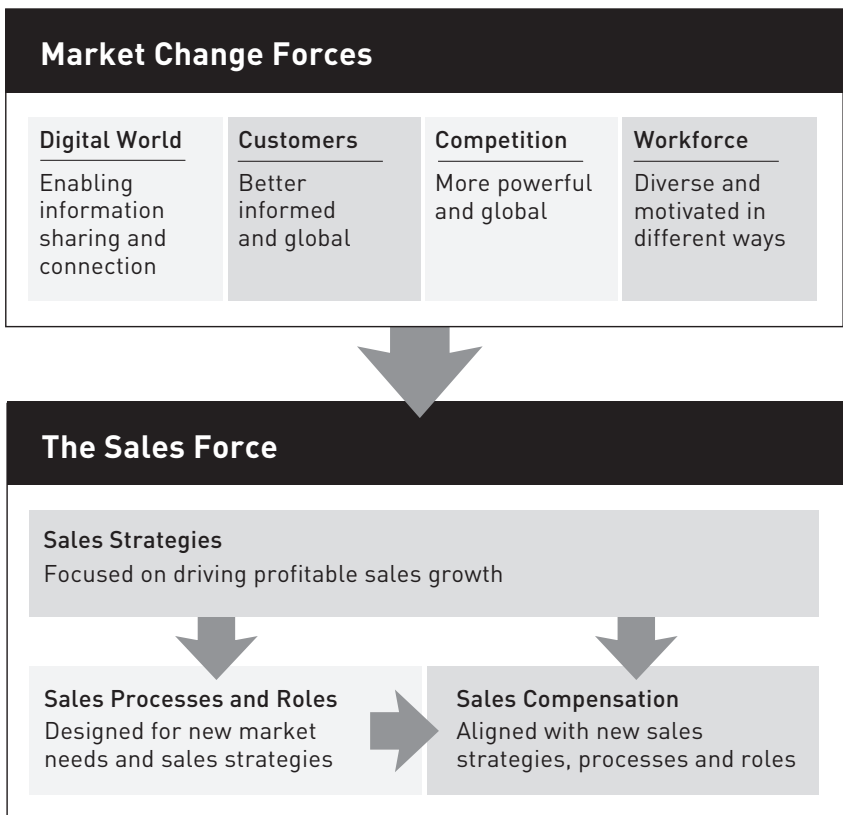 Market Change Forces
Digital World
Enabling
information
sharing and
connection
Customers
Better
informed
and global
Competition
More powerful
and global
Workforce
Diverse and
motivated in
different ways
The Sales Force
Sales Strategies
Focused on driving profitable sales growth
Sales Processes and Roles
Designed for new market
needs and sales strategies
Sales Compensation
Aligned with new sales
strategies, processes and roles